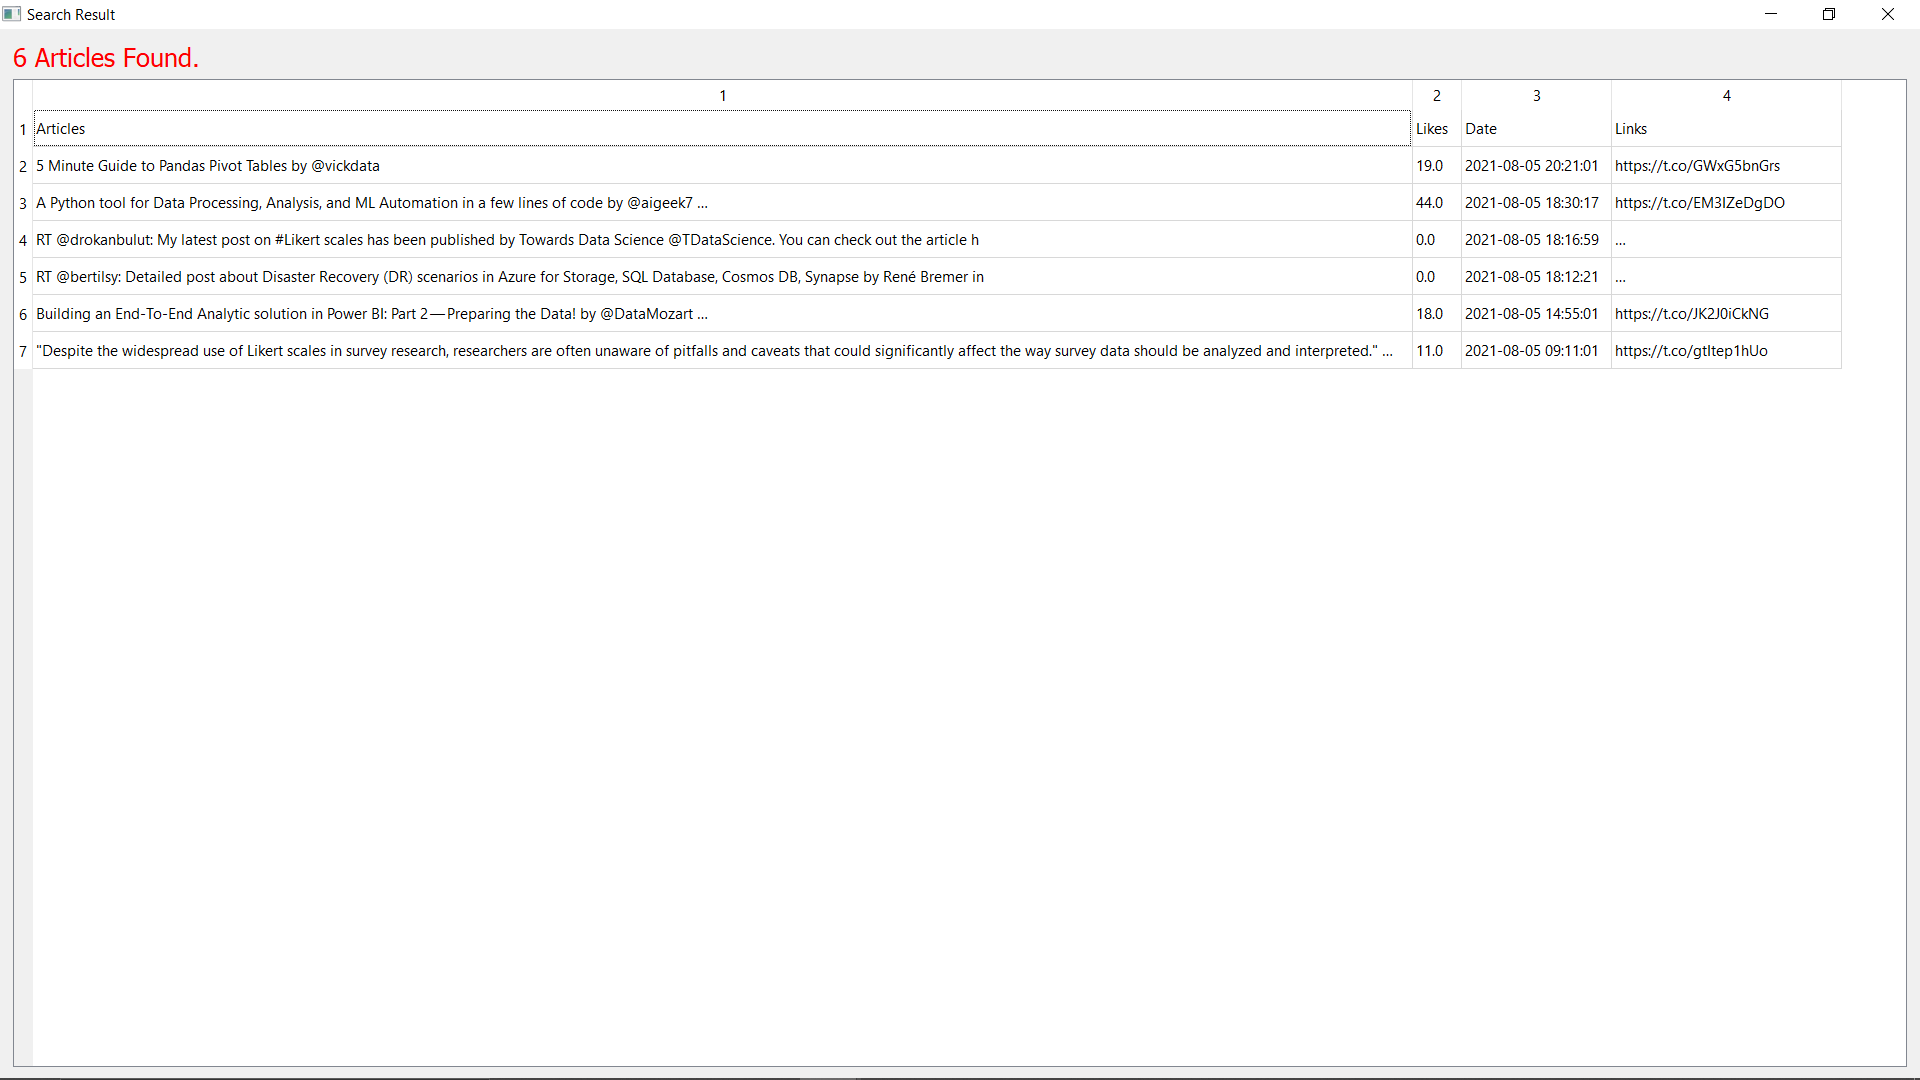 Search Result
6 Articles Found.
1 2 3 4
1 Articles Likes Date Links
2 5 Minute Guide to Pandas Pivot Tables by @vickdata 19.0 2021-08-05 20:21:01 https://t.co/GWxG5bnGrs
3 A Python tool for Data Processing, Analysis, and ML Automation in a few lines of code by @aigeek7 ... 44.0 2021-08-05 18:30:17 https://t.co/EM3IZeDgDO
4 RT @drokanbulut: My latest post on #Likert scales has been published by Towards Data Science @TDataScience. You can check out the article h 0.0 2021-08-05 18:16:59 ...
5 RT @bertilsy: Detailed post about Disaster Recovery (DR) scenarios in Azure for Storage, SQL Database, Cosmos DB, Synapse by René Bremer in 0.0 2021-08-05 18:12:21 ...
6 Building an End-To-End Analytic solution in Power BI: Part 2 — Preparing the Data! by @DataMozart ... 18.0 2021-08-05 14:55:01 https://t.co/JK2J0iCkNG
7 "Despite the widespread use of Likert scales in survey research, researchers are often unaware of pitfalls and caveats that could significantly affect the way survey data should be analyzed and interpreted." ... 11.0 2021-08-05 09:11:01 https://t.co/gtItep1hUo